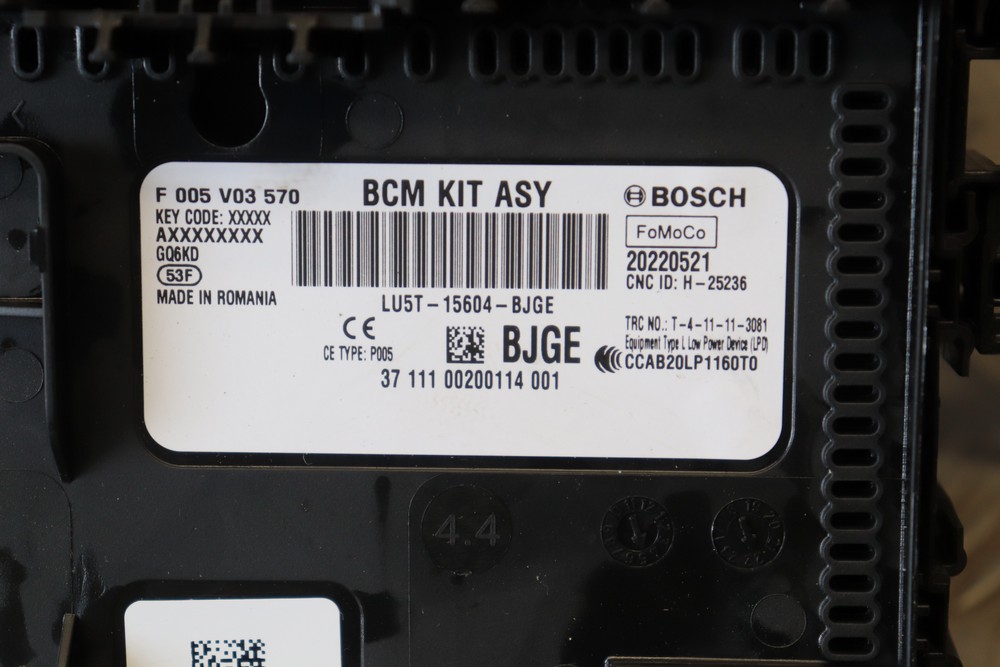 F 005 V03 570
BCM KIT ASY
BOSCH
KEY CODE: XXXXX
AXXXXXXXX
GQ6KD
53F
MADE IN ROMANIA
FoMoCo
20220521
CNC ID: H-25236
LU5T-15604-BJGE
CE
CE TYPE: P005
BJGE
37 111 00200114 001
TRC NO.: T-4-11-11-3081
Equipment Type L Low Power Device (LPD)
CCAB20LP1160T0
4.4